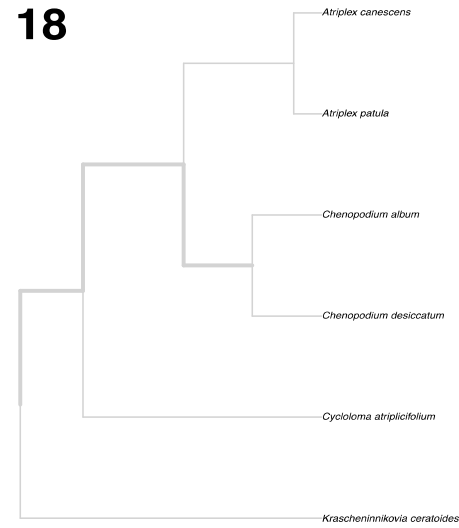 18
Atriplex canescens
Atriplex patula
Chenopodium album
Chenopodium desiccatum
Cycloloma atriplicifolium
Krascheninnikovia ceratoides